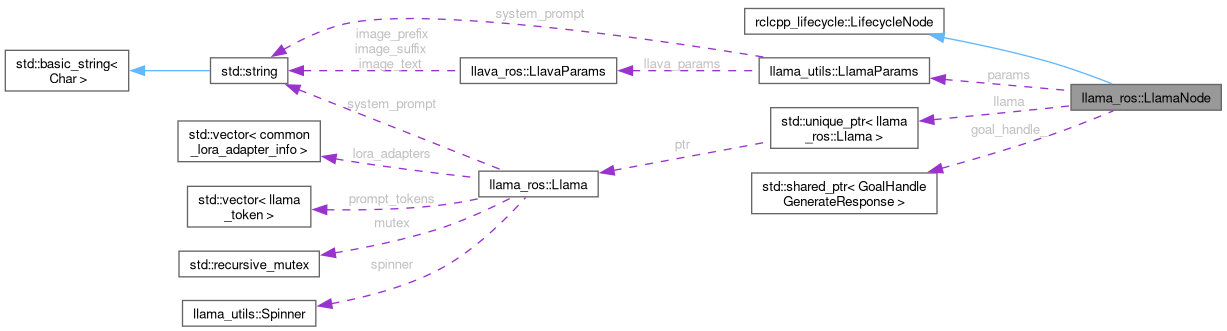 system_prompt
rclcpp_lifecycle::LifecycleNode
image_prefix
image_suffix
image_text
std::basic_string<
Char >
std::string
llava_ros::LlavaParams
llava_params
llama_utils::LlamaParams
params
llama_ros::LlamaNode
system_prompt
llama
std::unique_ptr< llama
_ros::Llama >
goal_handle_
std::vector< common
_lora_adapter_info >
lora_adapters
ptr
llama_ros::Llama
std::shared_ptr< GoalHandle
GenerateResponse >
std::vector< llama
_token >
prompt_tokens
mutex
std::recursive_mutex
spinner
llama_utils::Spinner